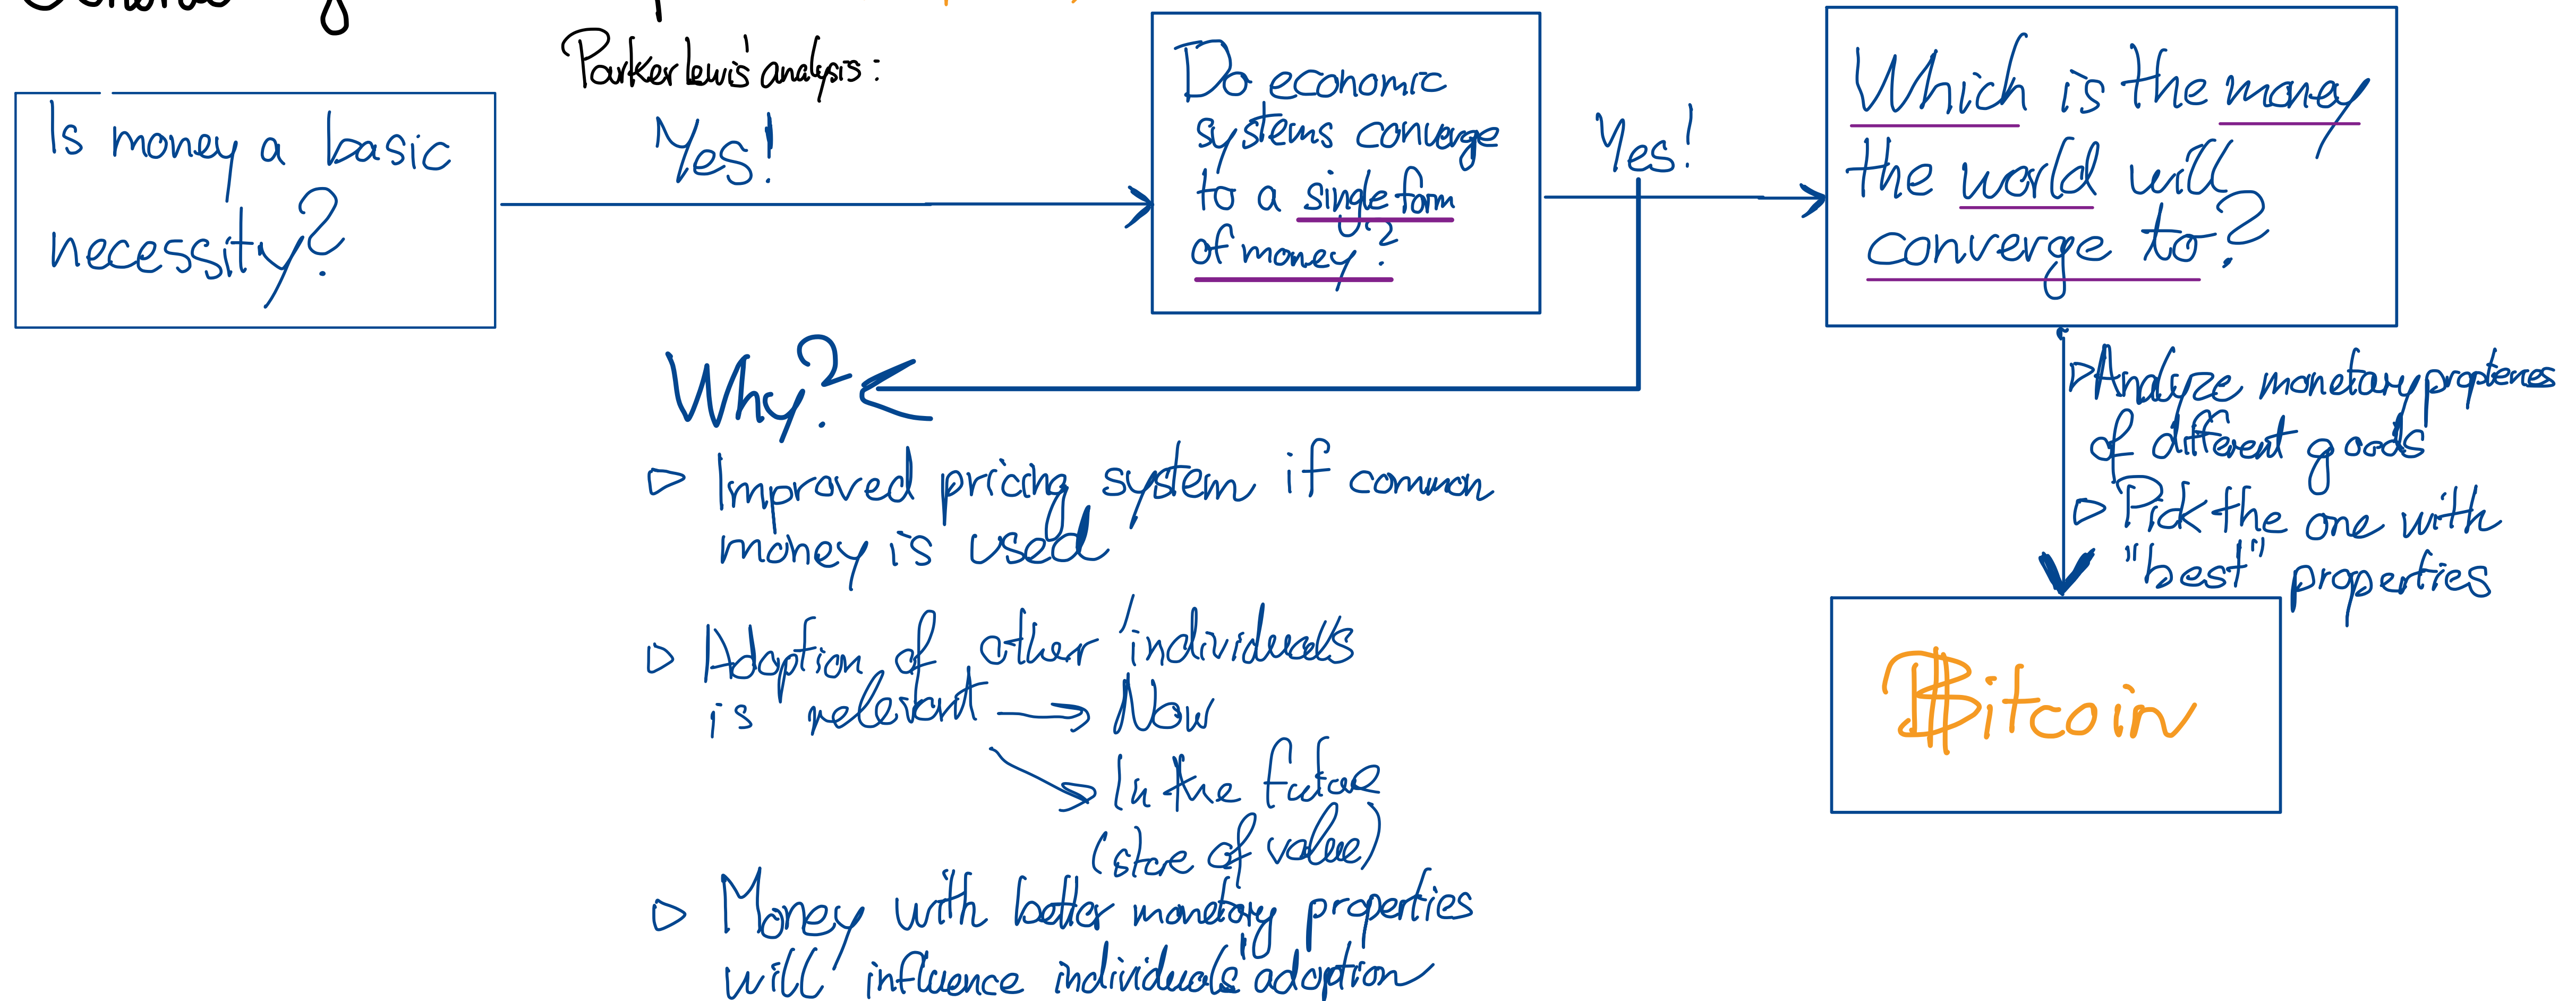 Parker Lewis' analysis:
Is money a basic
necessity?
Yes!
Do economic
systems converge
to a single form
of money?
Yes!
Which is the money
the world will
converge to?
Why?
▷ Improved pricing system if common
money is used
▷ Adoption of other individuals
is relevant → Now
In the future
(store of value)
▷ Money with better monetary properties
will influence individuals' adoption
▷ Analyze monetary propteries
of different goods
▷ Pick the one with
"best" properties
Bitcoin